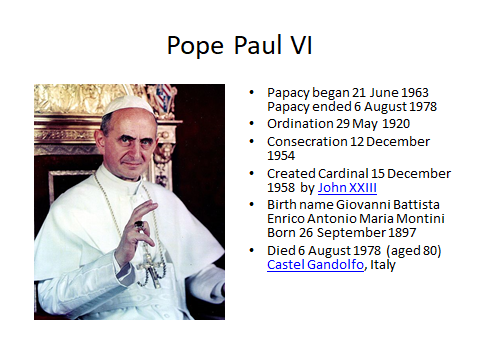 Pope Paul VI
• Papacy began 21 June 1963
Papacy ended 6 August 1978
• Ordination 29 May 1920
• Consecration 12 December
1954
• Created Cardinal 15 December
1958 by John XXIII
• Birth name Giovanni Battista
Enrico Antonio Maria Montini
Born 26 September 1897
• Died 6 August 1978 (aged 80)
Castel Gandolfo, Italy